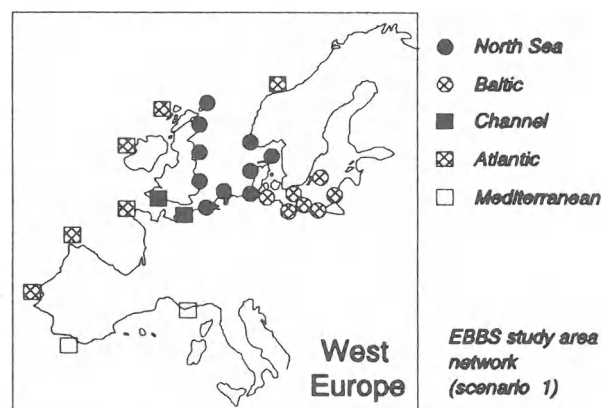 North Sea
Baltic
Channel
Atlantic
Mediterranean
West
Europe
EBBS study area
network
(scenario 1)